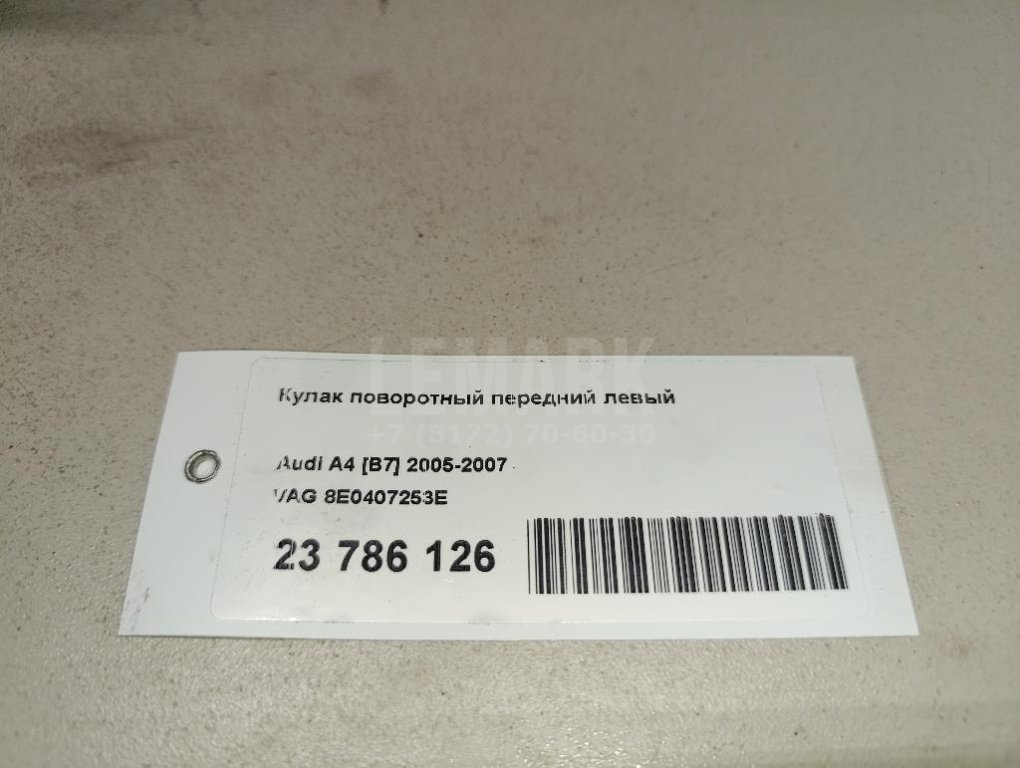 LEMARK
Кулак поворотный передний левый
+7 (8172) 70-60-30
Audi A4 [B7] 2005-2007
VAG 8E0407253E
23 786 126